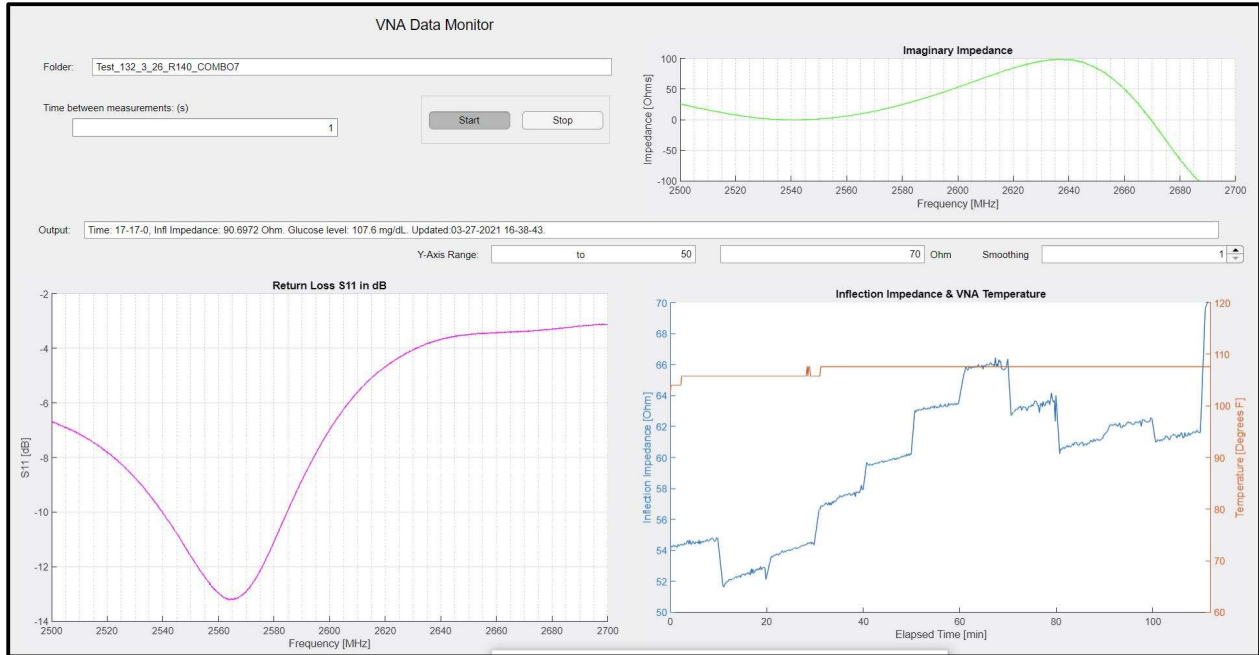 VNA Data Monitor
Folder: Test_132_3_26_R140_COMBO7
Time between measurements: (s)
1
Start Stop
Imaginary Impedance
100
50
0
-50
-100
Impedance [Ohms]
2500 2520 2540 2560 2580 2600 2620 2640 2660 2680 2700
Frequency [MHz]
Output: Time: 17-17-0, Infl Impedance: 90.6972 Ohm. Glucose level: 107.6 mg/dL. Updated:03-27-2021 16-38-43.
Y-Axis Range: to 50 70 Ohm Smoothing 1
Return Loss S11 in dB
-2
-4
-6
-8
-10
-12
-14
S11 [dB]
2500 2520 2540 2560 2580 2600 2620 2640 2660 2680 2700
Frequency [MHz]
Inflection Impedance & VNA Temperature
70
68
66
64
62
60
58
56
54
52
50
Inflection Impedance [Ohm]
120
110
100
90
80
70
60
Temperature [Degrees F]
0 20 40 60 80 100
Elapsed Time [min]